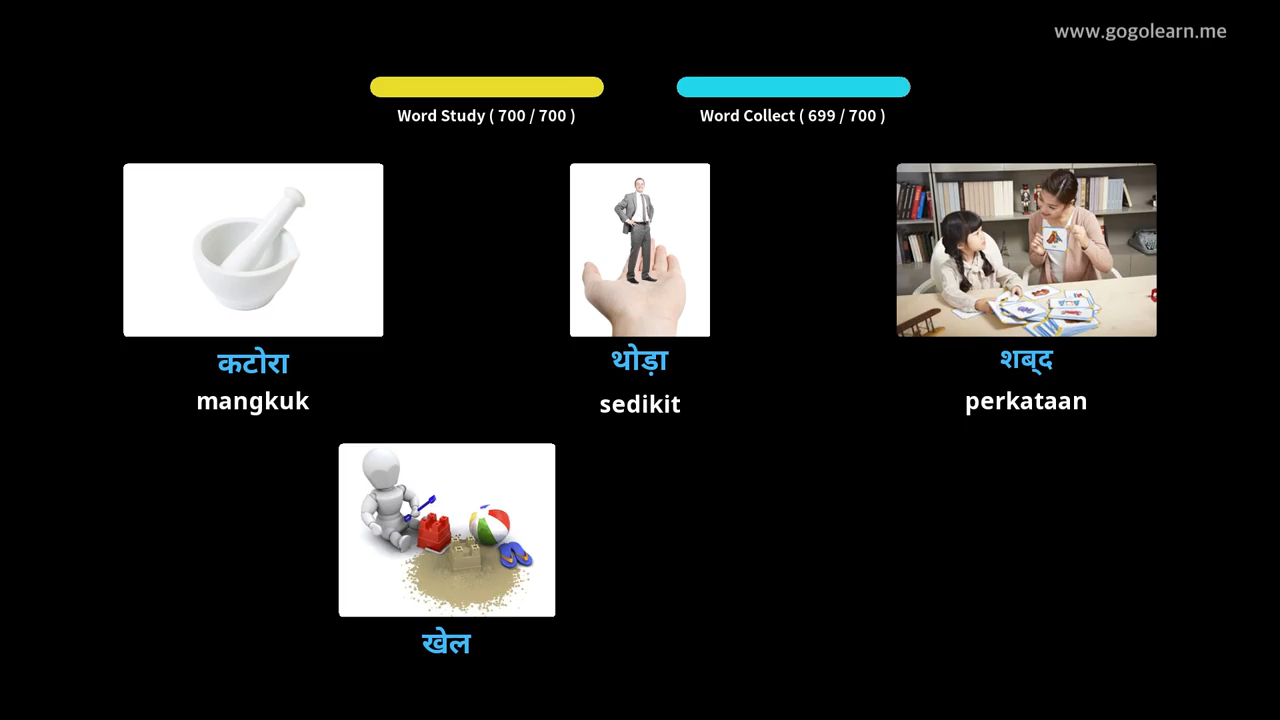 www.gogolearn.me
Word Study ( 700 / 700 )
Word Collect ( 699 / 700 )
कटोरा
थोड़ा
शब्द
mangkuk
sedikit
perkataan
खेल